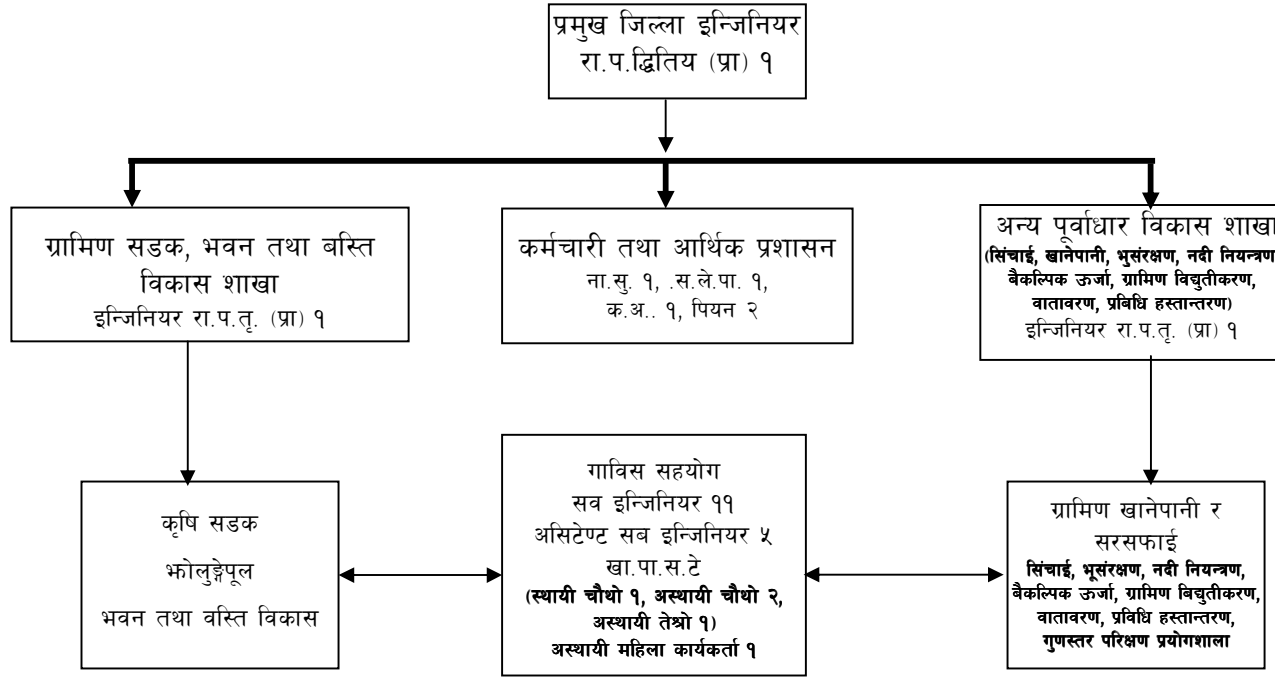 प्रमुख जिल्ला इन्जिनियर
रा.प.द्धितिय (प्रा) १
ग्रामिण सडक, भवन तथा बस्ति
विकास शाखा
इन्जिनियर रा.प.तृ. (प्रा) १
कर्मचारी तथा आर्थिक प्रशासन
ना.सु. १, .स.ले.पा. १,
क.अ.. १, पियन २
अन्य पूर्वाधार विकास शाखा
(सिंचाई, खानेपानी, भुसंरक्षण, नदी नियन्त्रण
बैकल्पिक ऊर्जा, ग्रामिण विद्युतीकरण,
वातावरण, प्रबिधि हस्तान्तरण)
इन्जिनियर रा.प.तृ. (प्रा) १
कृषि सडक
झोलुङ्गेपूल
भवन तथा वस्ति विकास
गाविस सहयोग
सव इन्जिनियर ११
असिटेण्ट सब इन्जिनियर ५
खा.पा.स.टे
(स्थायी चौथो १, अस्थायी चौथो २,
अस्थायी तेश्रो १)
अस्थायी महिला कार्यकर्ता १
ग्रामिण खानेपानी र
सरसफाई
सिंचाई, भूसंरक्षण, नदी नियन्त्रण,
बैकल्पिक ऊर्जा, ग्रामिण बिद्युतीकरण,
वातावरण, प्रविधि हस्तान्तरण,
गुणस्तर परिक्षण प्रयोगशाला